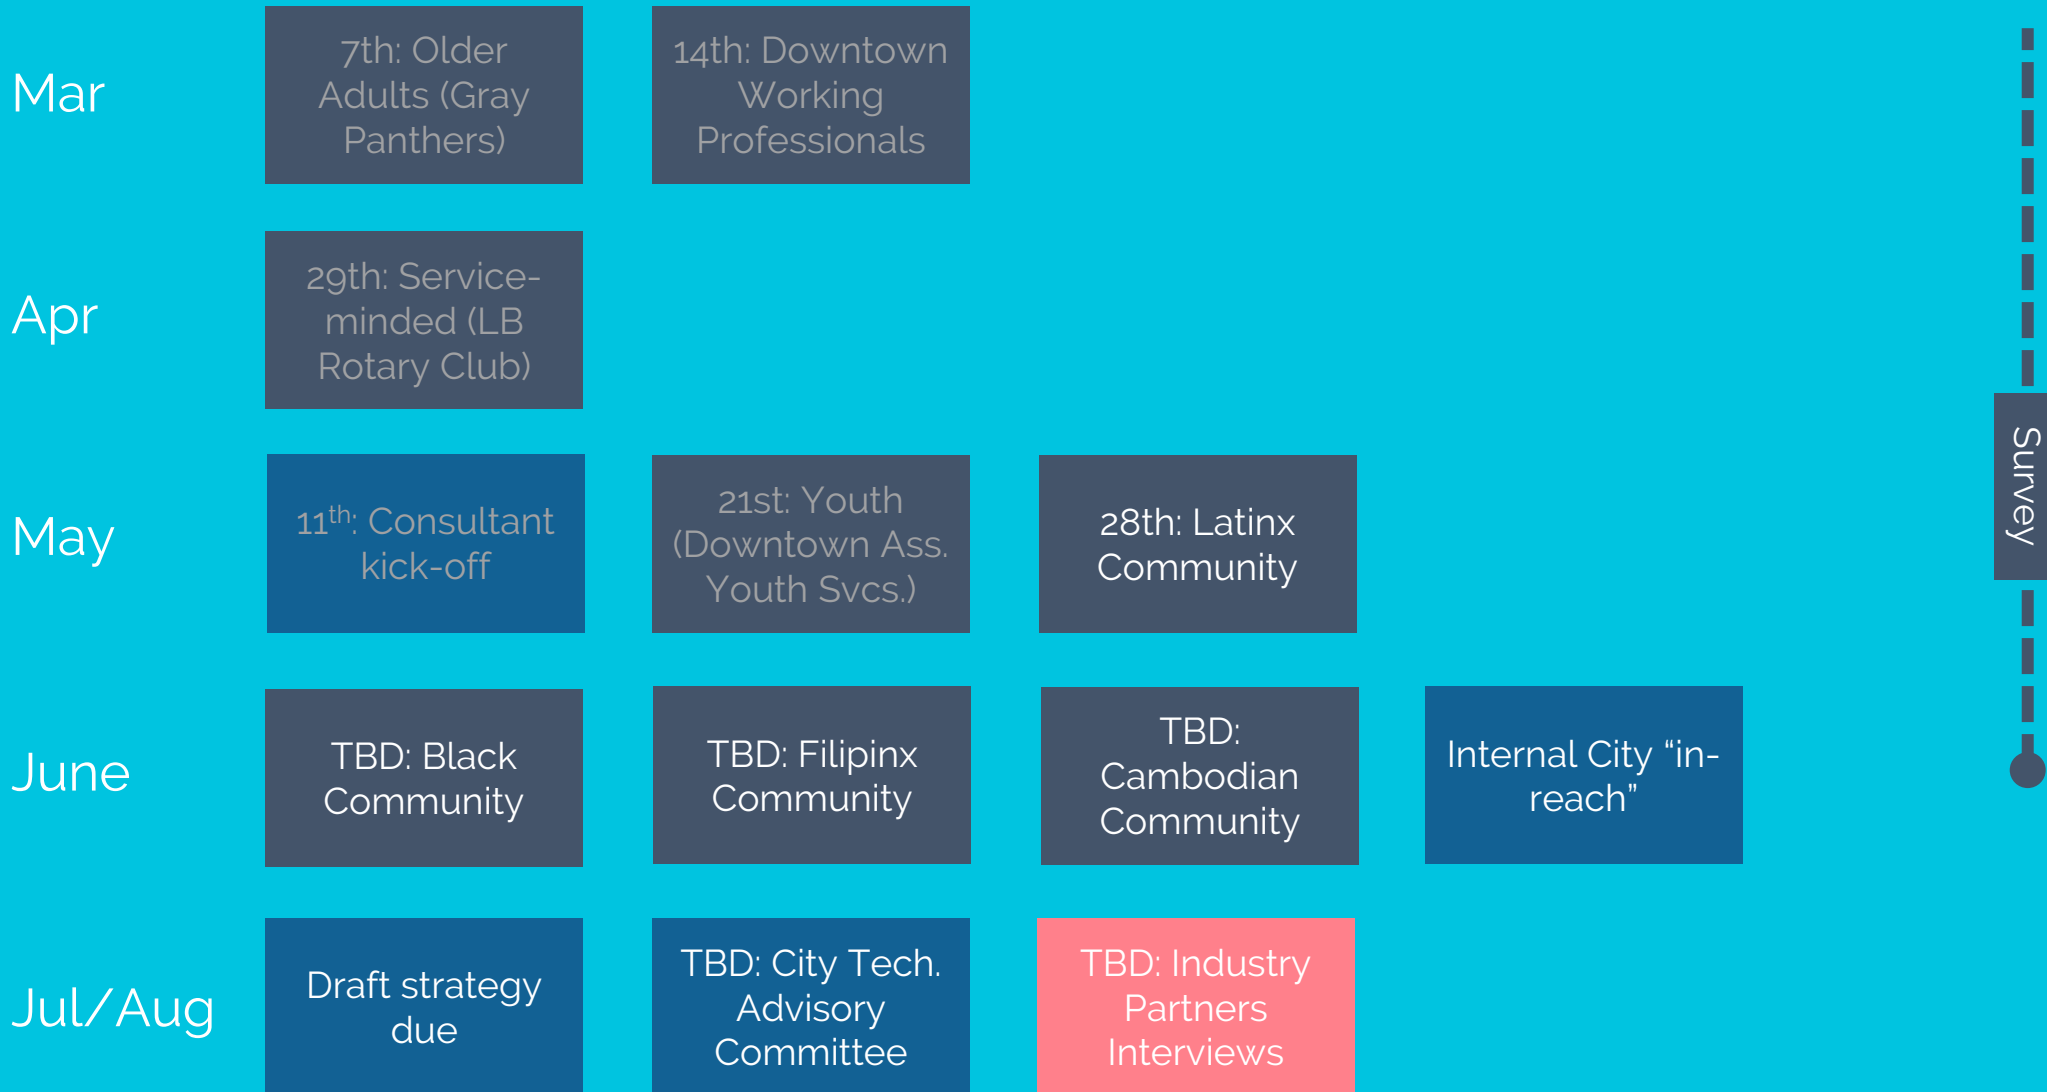 Mar
7th: Older
Adults (Gray
Panthers)
14th: Downtown
Working
Professionals
Apr
29th: Service-
minded (LB
Rotary Club)
May
11th: Consultant
kick-off
21st: Youth
(Downtown Ass.
Youth Svcs.)
28th: Latinx
Community
Survey
June
TBD: Black
Community
TBD: Filipinx
Community
TBD:
Cambodian
Community
Internal City “in-
reach”
Jul/Aug
Draft strategy
due
TBD: City Tech.
Advisory
Committee
TBD: Industry
Partners
Interviews